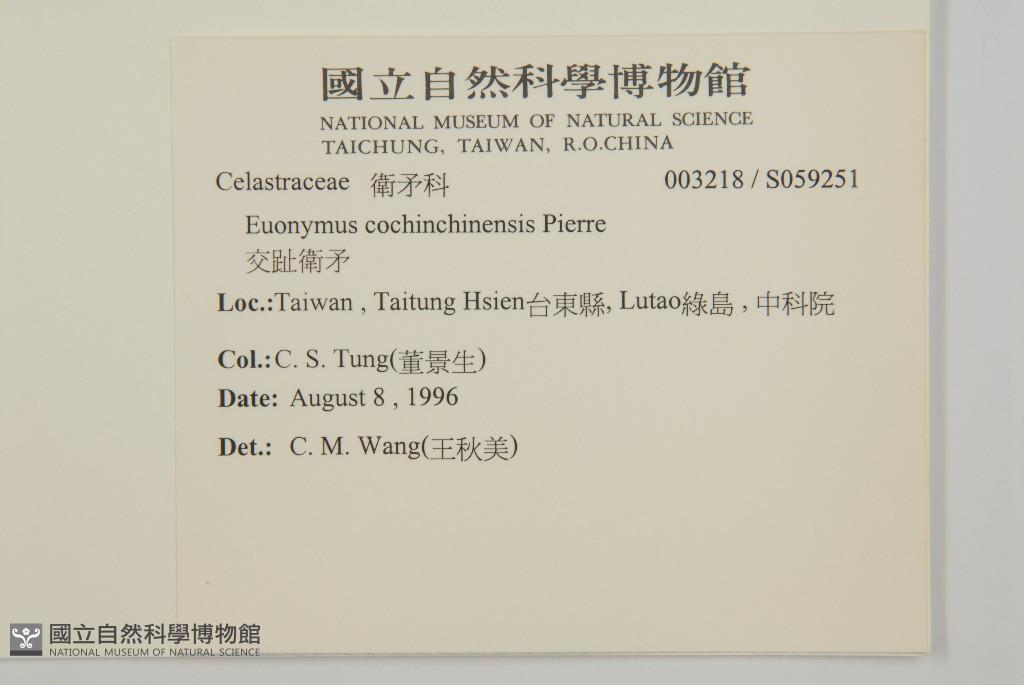 國立自然科學博物館
NATIONAL MUSEUM OF NATURAL SCIENCE
TAICHUNG, TAIWAN, R.O.CHINA
Celastraceae 衛矛科 003218 / S059251
Euonymus cochinchinensis Pierre
交趾衛矛
Loc.:Taiwan , Taitung Hsien台東縣, Lutao綠島 , 中科院
Col.:C. S. Tung(董景生)
Date: August 8 , 1996
Det.: C. M. Wang(王秋美)
國立自然科學博物館
NATIONAL MUSEUM OF NATURAL SCIENCE